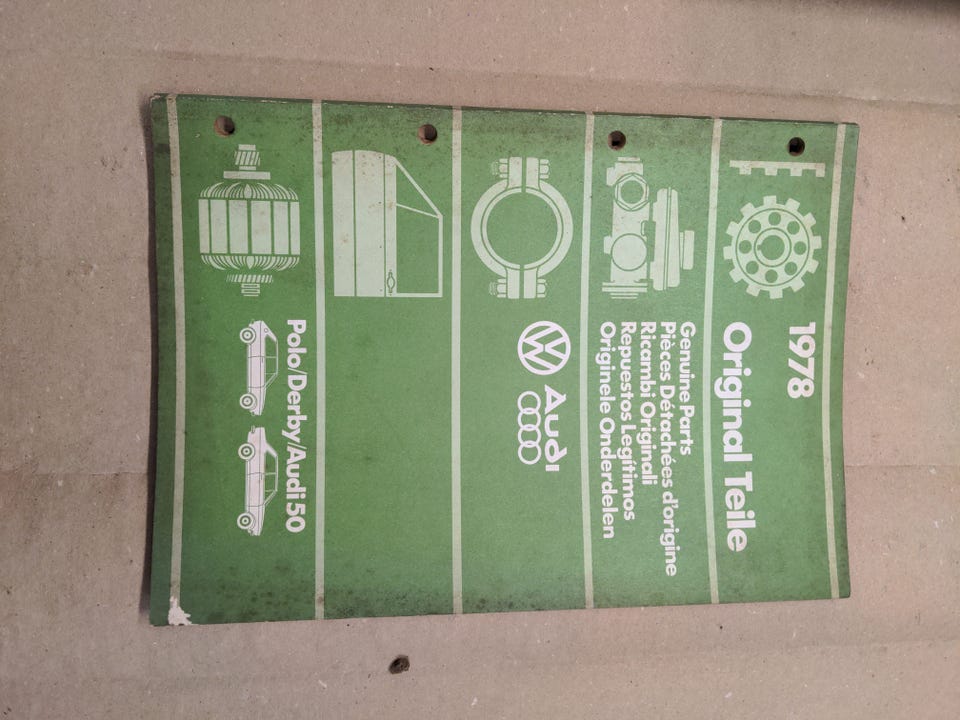 1978
Original Teile
Genuine Parts
Pièces Détachées d'origine
Ricambi Originali
Repuestos Legítimos
Originele Onderdelen
VW Audi
Polo/Derby/Audi 50